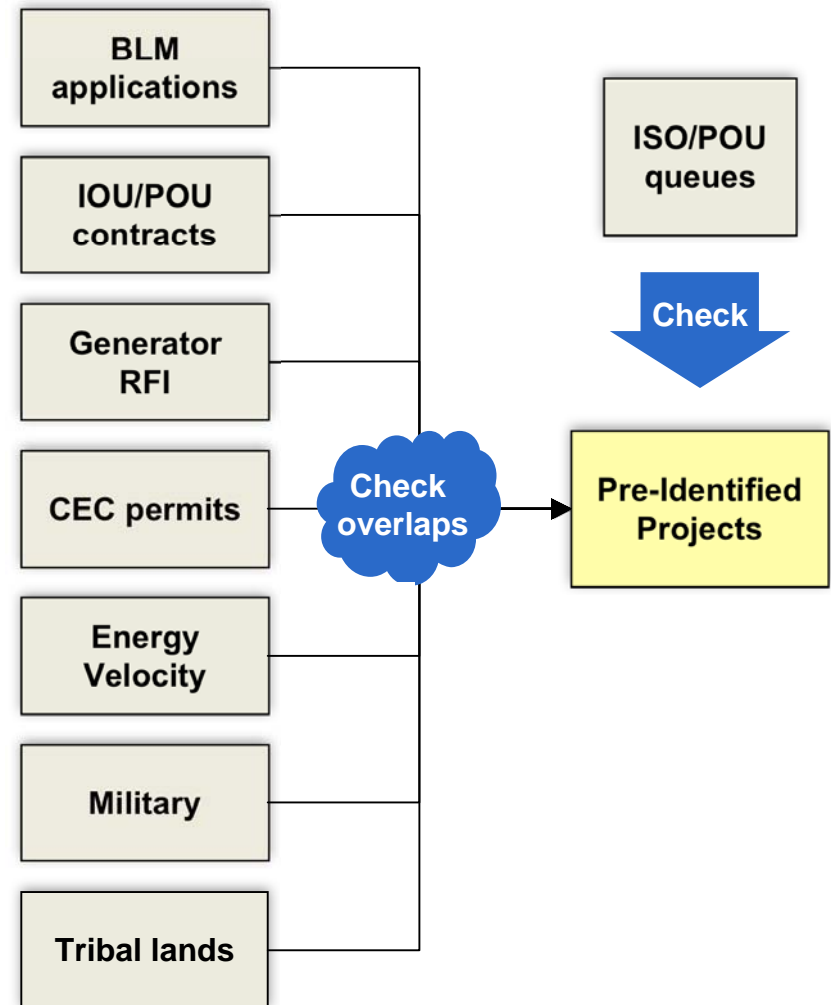 BLM
applications
IOU/POU
contracts
Generator
RFI
CEC permits
Energy
Velocity
Military
Tribal lands
Check
overlaps
ISO/POU
queues
Check
Pre-Identified
Projects